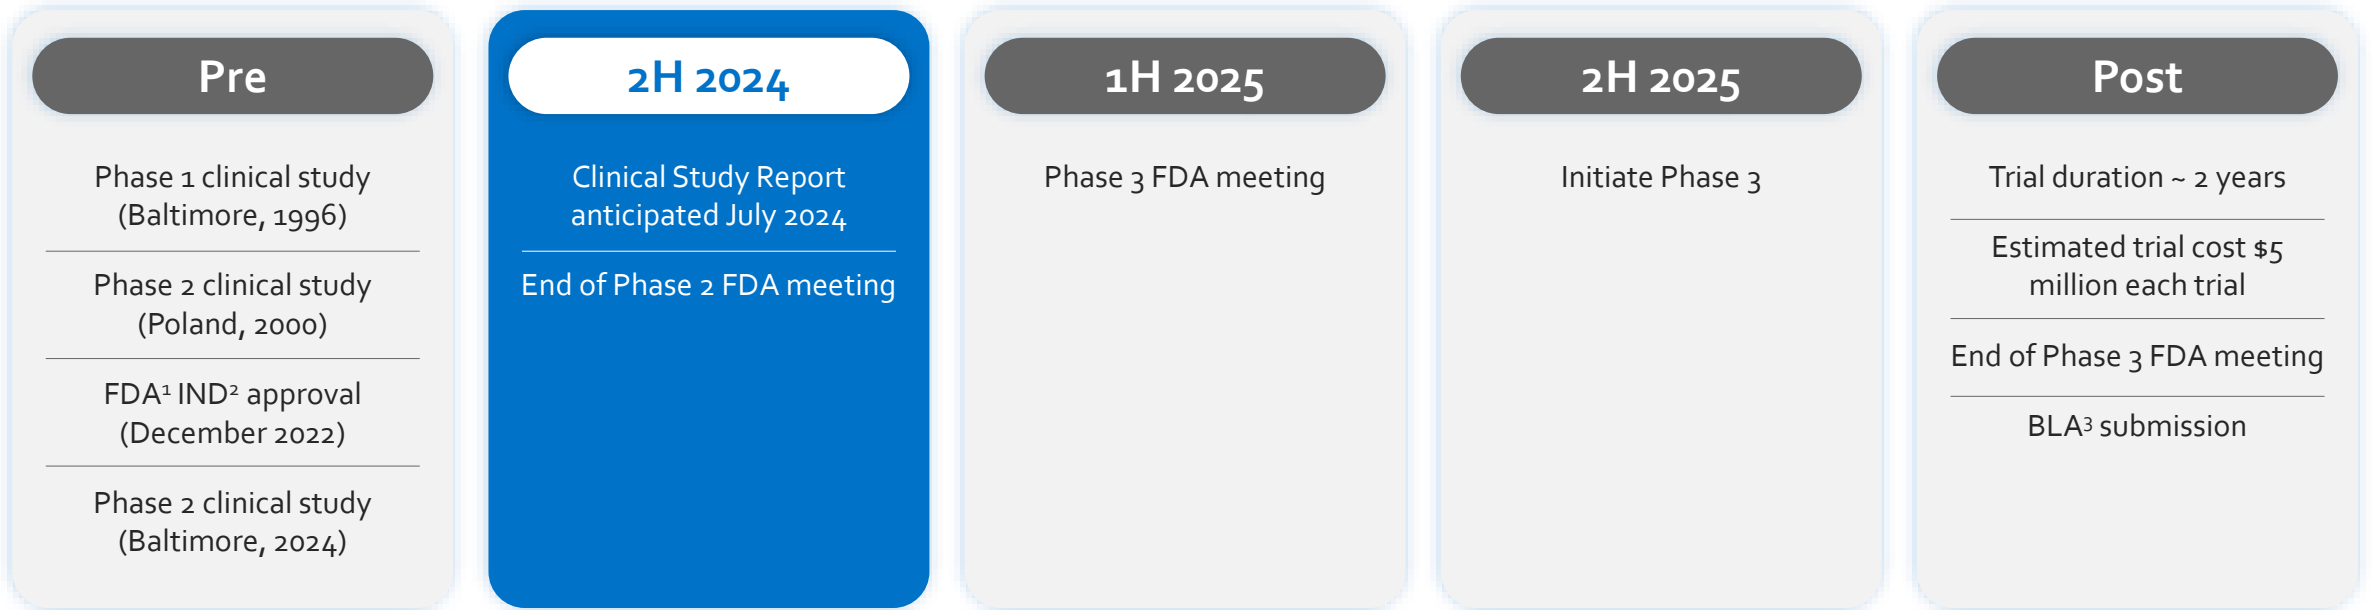 Pre
Phase 1 clinical study
(Baltimore, 1996)
Phase 2 clinical study
(Poland, 2000)
FDA¹ IND² approval
(December 2022)
Phase 2 clinical study
(Baltimore, 2024)
2H 2024
Clinical Study Report
anticipated July 2024
End of Phase 2 FDA meeting
1H 2025
Phase 3 FDA meeting
2H 2025
Initiate Phase 3
Post
Trial duration ~ 2 years
Estimated trial cost $5
million each trial
End of Phase 3 FDA meeting
BLA³ submission